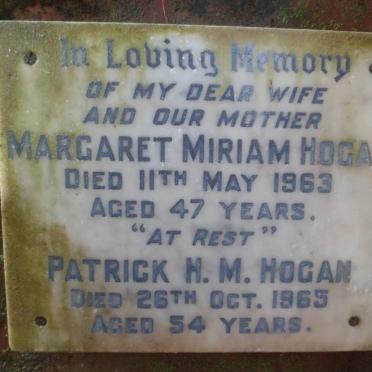 In Loving Memory
OF MY DEAR WIFE
AND OUR MOTHER
MARGARET MIRIAM HOGA
DIED 11TH MAY 1963
AGED 47 YEARS.
"AT REST"
PATRICK H. M. HOGAN
DIED 26TH OCT. 1965
AGED 54 YEARS.